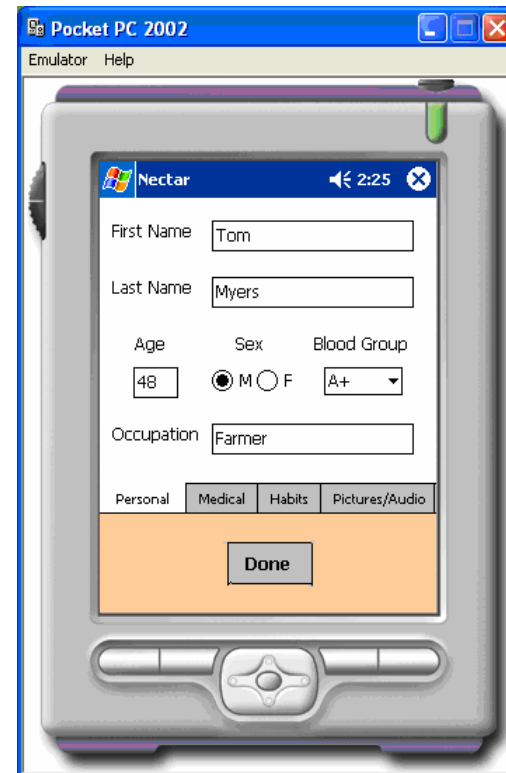 Pocket PC 2002
Emulator Help
Nectar 2:25
First Name Tom
Last Name Myers
Age Sex Blood Group
48 M F A+
Occupation Farmer
Personal Medical Habits Pictures/Audio
Done